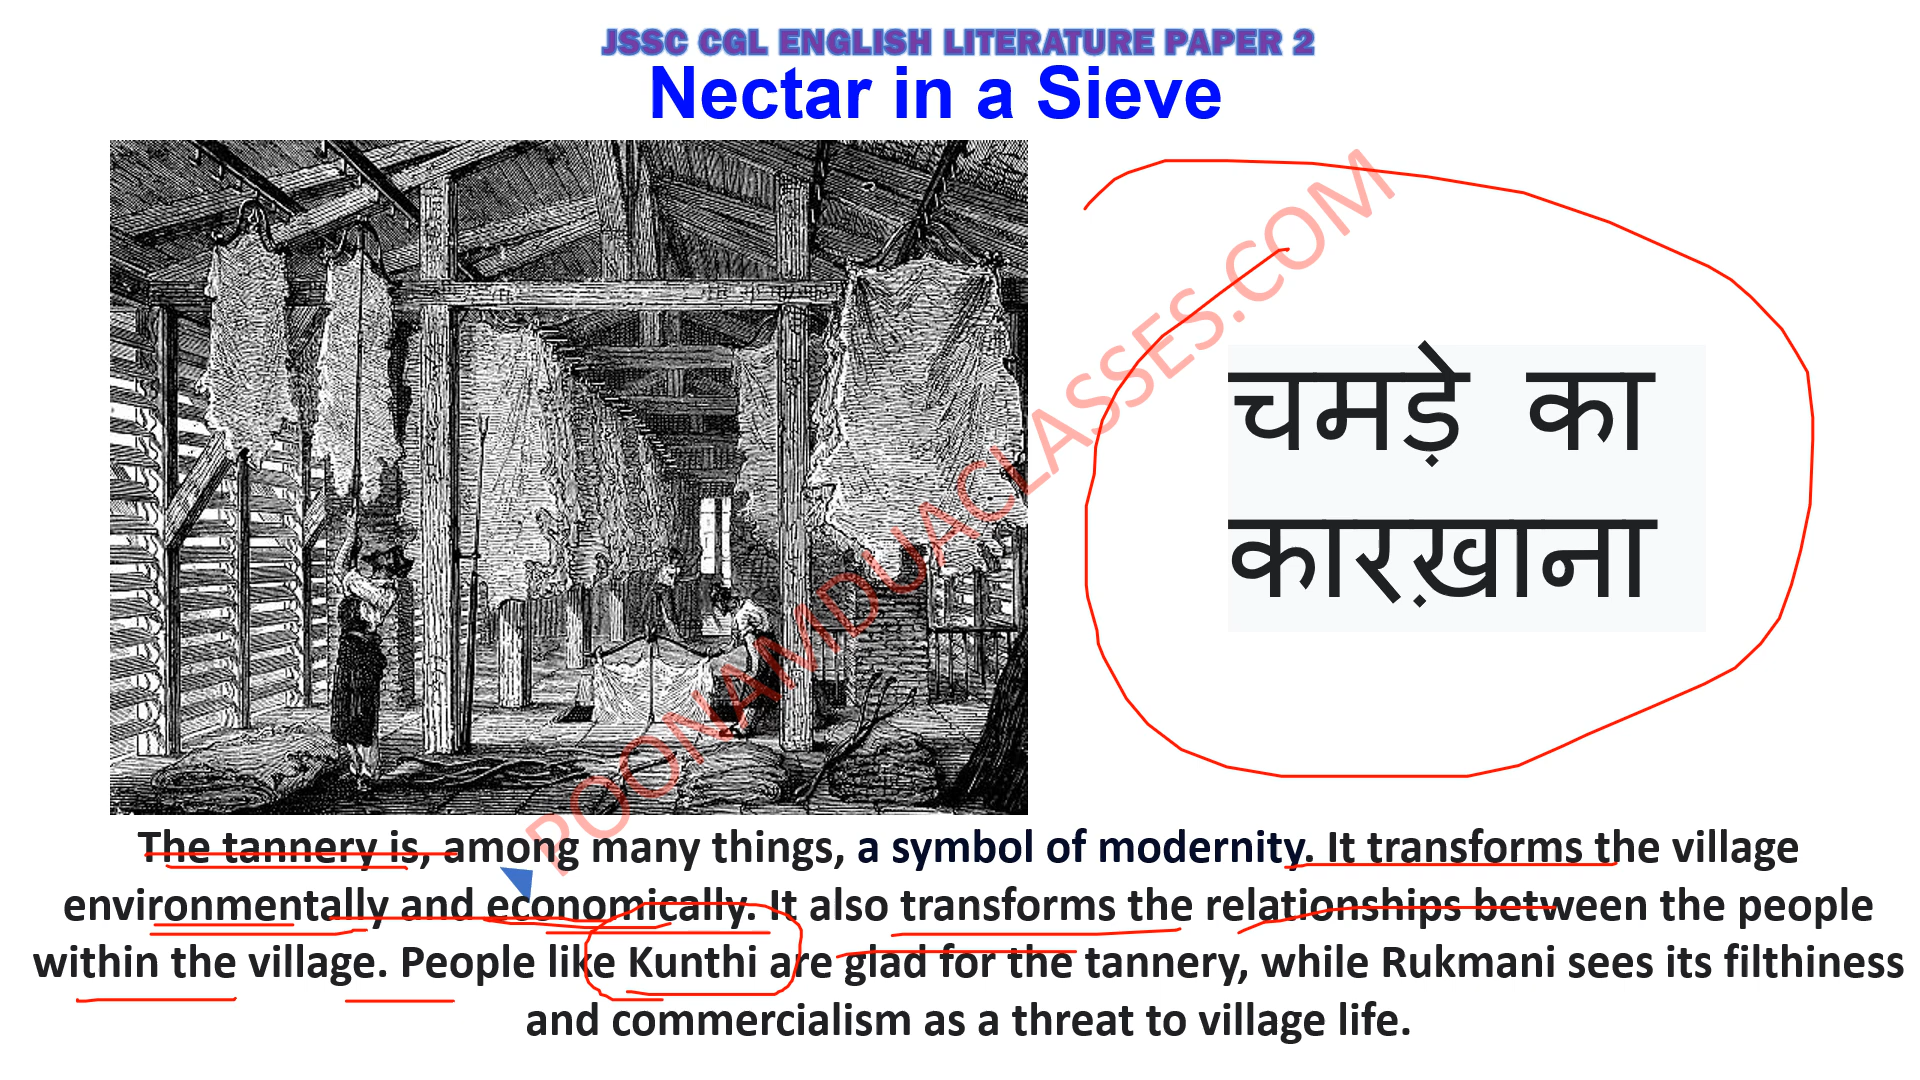 JSSC CGL ENGLISH LITERATURE PAPER 2
Nectar in a Sieve
चमड़े का
कारख़ाना
POONAMDUACLASSES.COM
The tannery is, among many things, a symbol of modernity. It transforms the village
environmentally and economically. It also transforms the relationships between the people
within the village. People like Kunthi are glad for the tannery, while Rukmani sees its filthiness
and commercialism as a threat to village life.